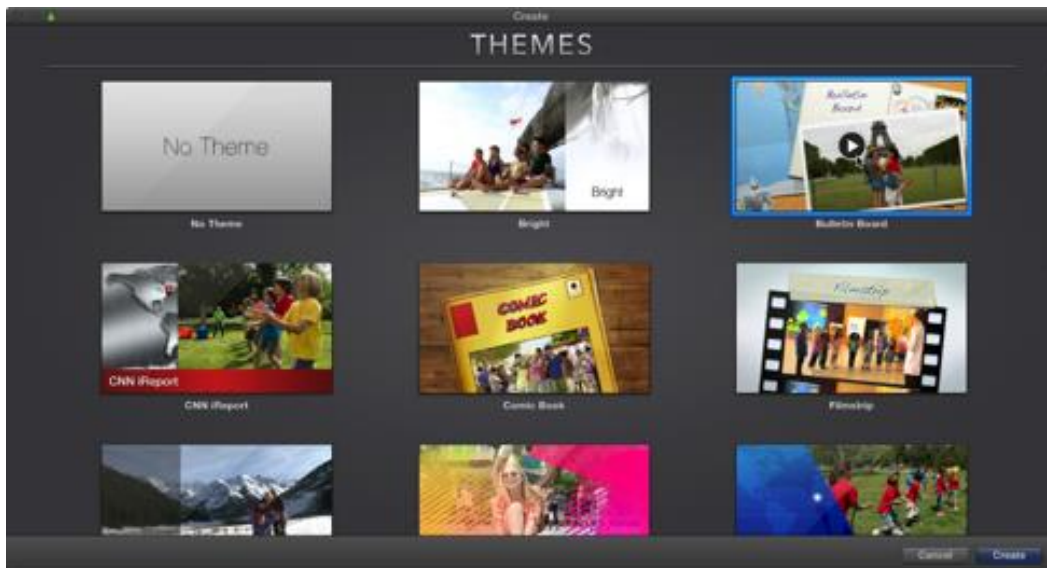 Create
THEMES
No Theme
No Theme
Bright
Bright
Bulletin
Board
Bulletin Board
CNN iReport
CNN iReport
COMIC
BOOK
Comic Book
Filmstrip
Filmstrip
Cancel
Create